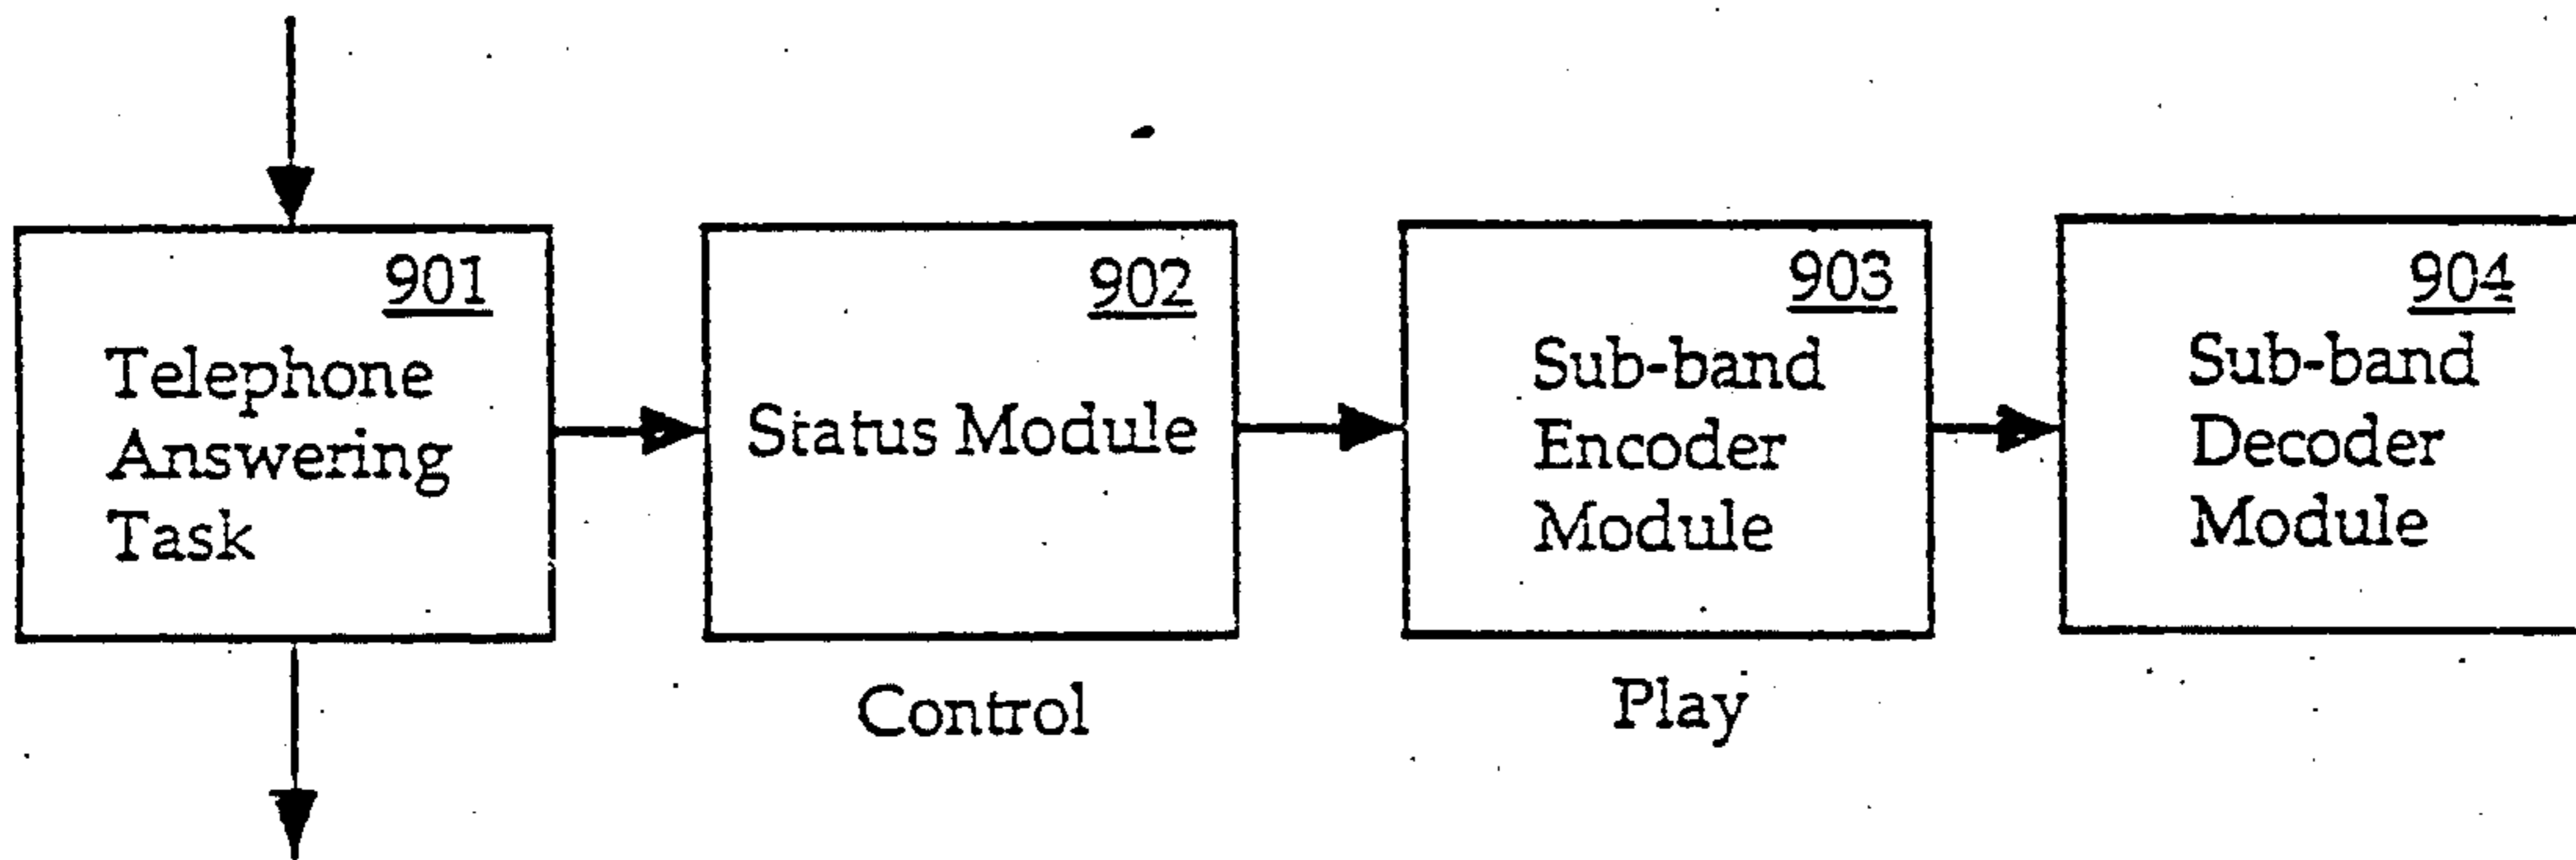 901
Telephone
Answering
Task
902
Status Module
Control
903
Sub-band
Encoder
Module
Play
904
Sub-band
Decoder
Module